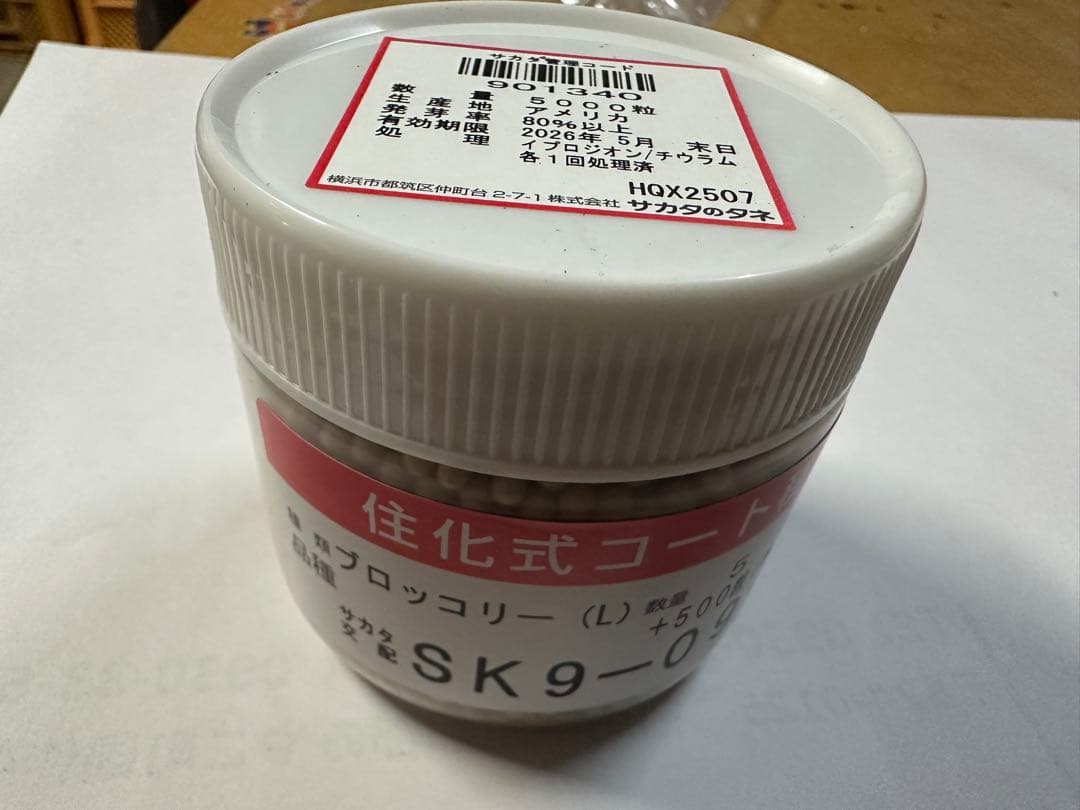 サカタ管理コード
901340
数量 5000粒
生産地 アメリカ
発芽率 80%以上
有効期限 2026年 5月 末日
処理 イプロジオン/チウラム
各1回処理済
HQX2507
横浜市都筑区仲町台2-7-1 株式会社 サカタのタネ
住化式コート
種類 ブロッコリー (L) 数量 5
品種 +500粒
サカタ交配 SK9-09